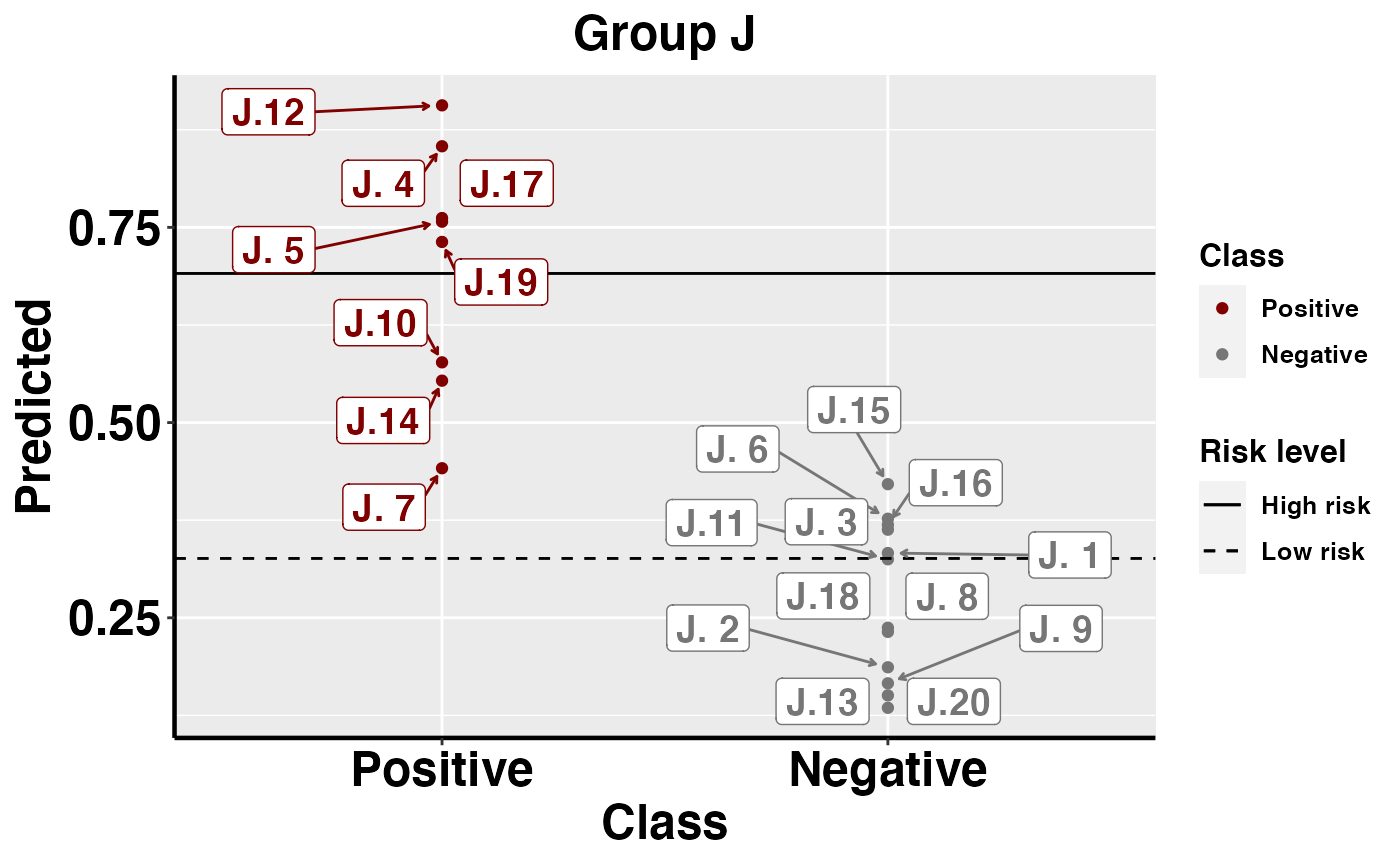 Group J
Predicted
0.75
0.50
0.25
J.12
J. 4
J.17
J. 5
J.19
J.10
J.14
J. 7
J.15
J. 6
J.16
J.11
J. 3
J. 1
J.18
J. 8
J. 2
J. 9
J.13
J.20
Positive
Negative
Class
Class
Positive
Negative
Risk level
High risk
Low risk